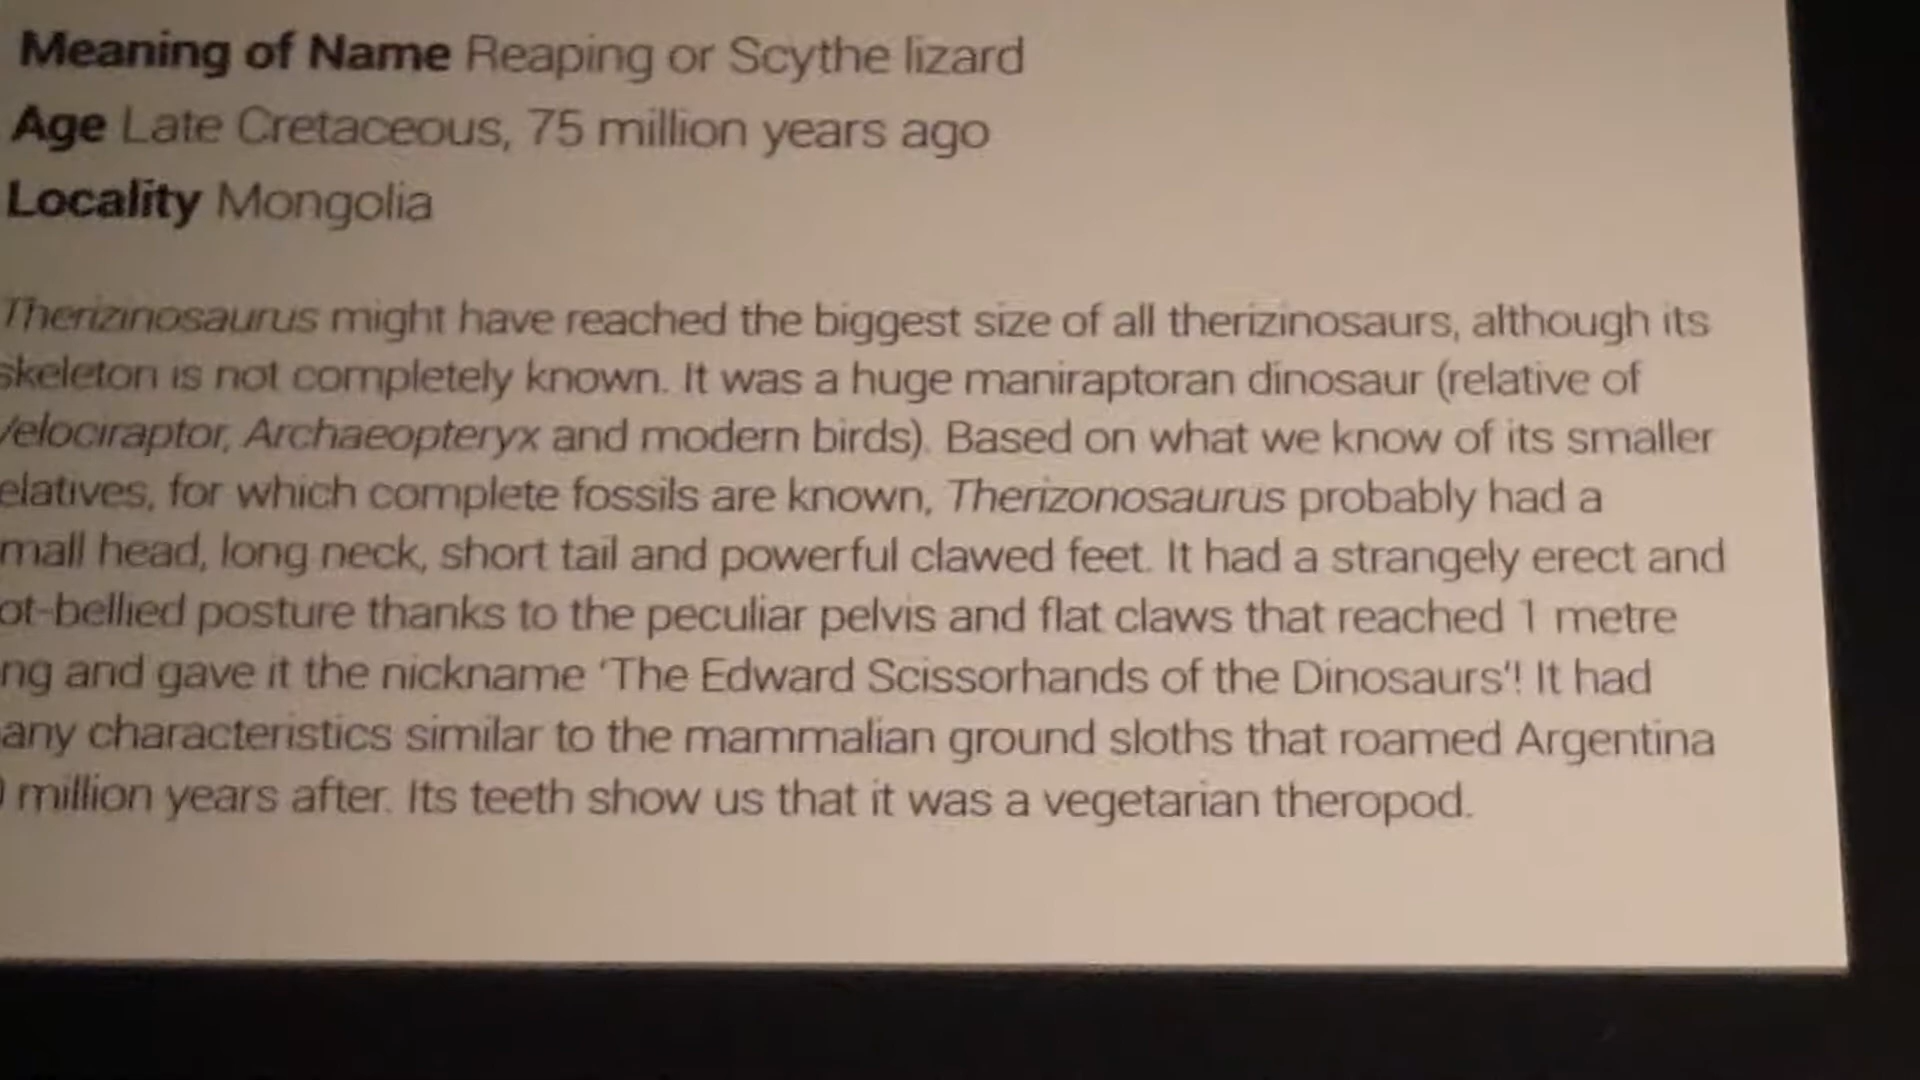 Meaning of Name Reaping or Scythe lizard
Age Late Cretaceous, 75 million years ago
Locality Mongolia
Therizinosaurus might have reached the biggest size of all therizinosaurs, although its
skeleton is not completely known. It was a huge maniraptoran dinosaur (relative of
Velociraptor, Archaeopteryx and modern birds). Based on what we know of its smaller
elatives, for which complete fossils are known, Therizonosaurus probably had a
mall head, long neck, short tail and powerful clawed feet. It had a strangely erect and
ot-bellied posture thanks to the peculiar pelvis and flat claws that reached 1 metre
ng and gave it the nickname 'The Edward Scissorhands of the Dinosaurs'! It had
any characteristics similar to the mammalian ground sloths that roamed Argentina
million years after. Its teeth show us that it was a vegetarian theropod.